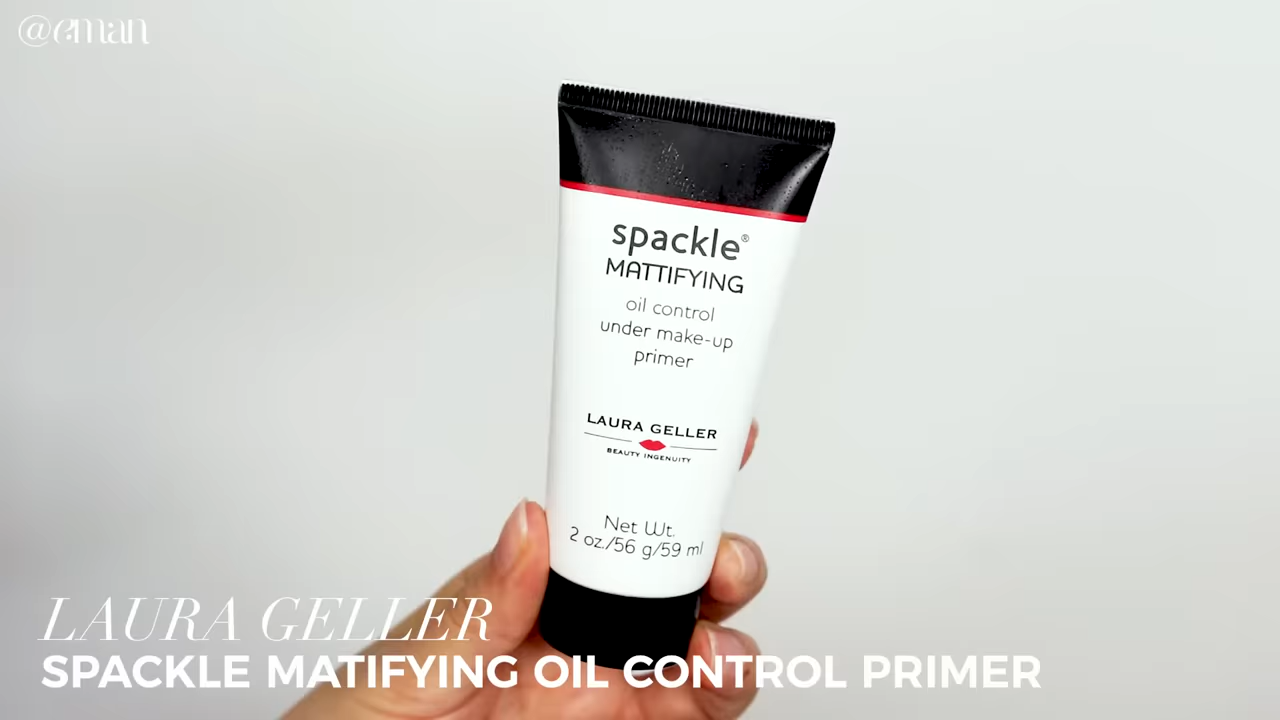 @eman
spackle®
MATTIFYING
oil control
under make-up
primer
LAURA GELLER
BEAUTY INGENUITY
Net Wt.
2 oz./56 g/59 ml
LAURA GELLER
SPACKLE MATIFYING OIL CONTROL PRIMER